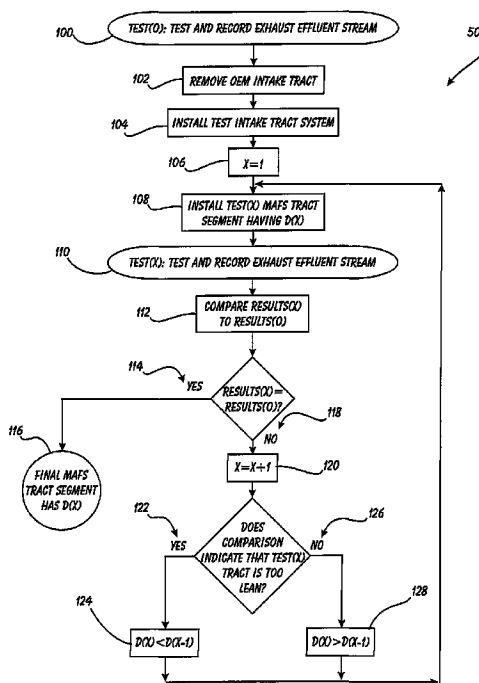 50
100
TEST(0): TEST AND RECORD EXHAUST EFFLUENT STREAM
102
REMOVE OEM INTAKE TRACT
104
INSTALL TEST INTAKE TRACT SYSTEM
106
X=1
108
INSTALL TEST(X) MAFS TRACT
SEGMENT HAVING D(X)
110
TEST(X): TEST AND RECORD EXHAUST EFFLUENT STREAM
112
COMPARE RESULTS(X)
TO RESULTS(0)
114
YES
RESULTS(X)=
RESULTS(0)?
118
NO
116
FINAL MAFS
TRACT SEGMENT
HAS D(X)
X=X+1
120
122
YES
DOES
COMPARISON
INDICATE THAT TEST(X)
TRACT IS TOO
LEAN?
126
NO
124
D(X)<D(X-1)
128
D(X)>D(X-1)